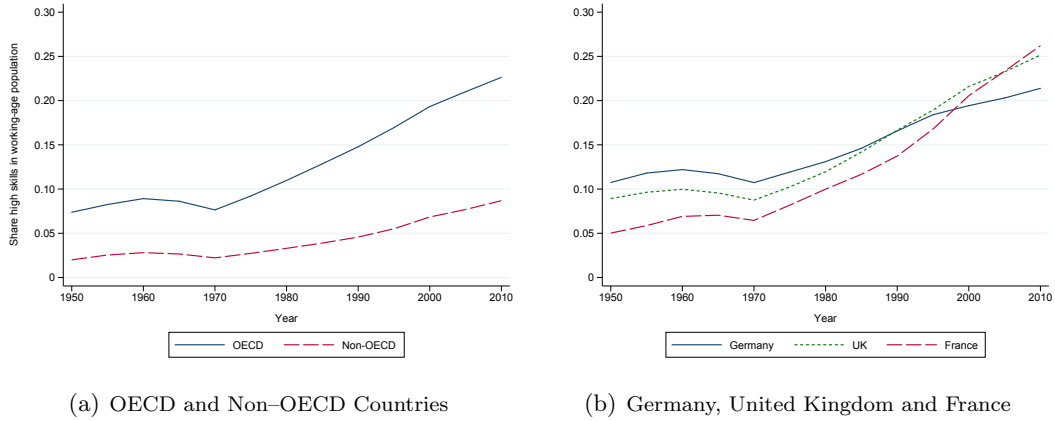 Share high skills in working-age population
0.30
0.25
0.20
0.15
0.10
0.05
0
1950 1960 1970 1980 1990 2000 2010
Year
OECD Non-OECD
(a) OECD and Non–OECD Countries
0.30
0.25
0.20
0.15
0.10
0.05
0
1950 1960 1970 1980 1990 2000 2010
Year
Germany UK France
(b) Germany, United Kingdom and France